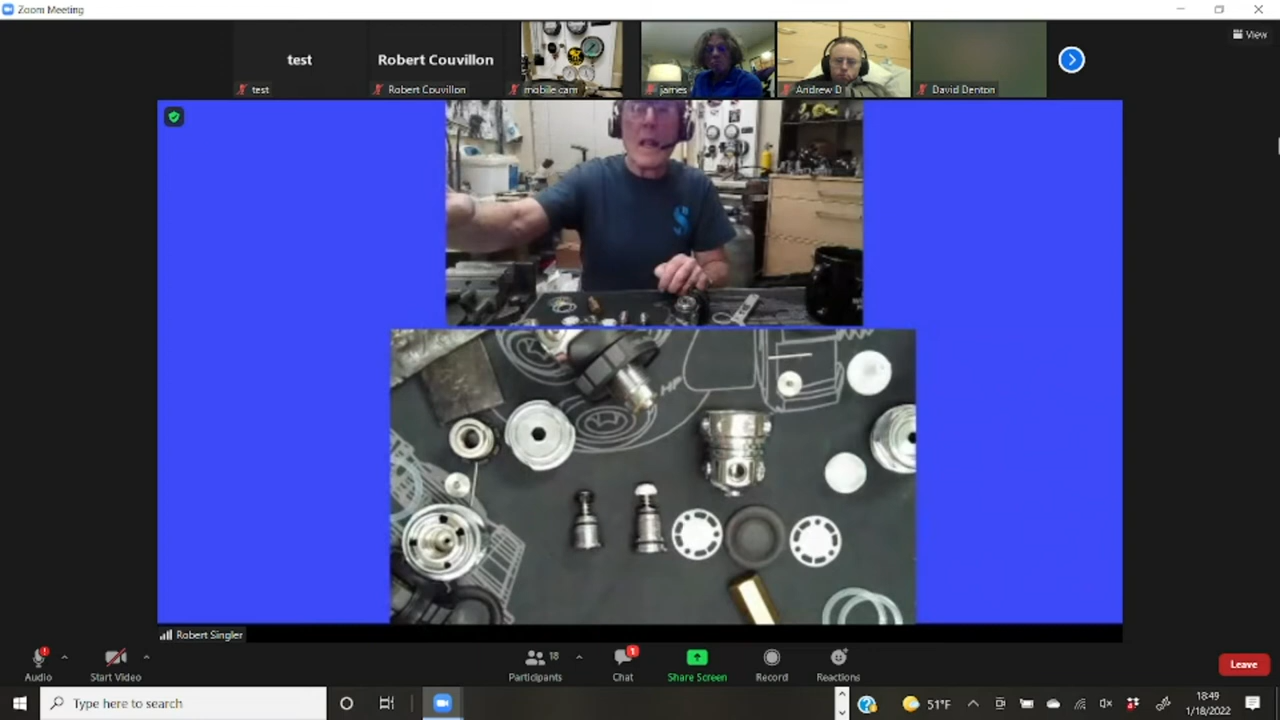 Zoom Meeting
View
test
Robert Couvillon
test
Robert Couvillon
mobile cam
james
Andrew D
David Denton
S
HP
Robert Singler
18
1
Audio
Start Video
Participants
Chat
Share Screen
Record
Reactions
Leave
Type here to search
51°F
18:49
1/18/2022